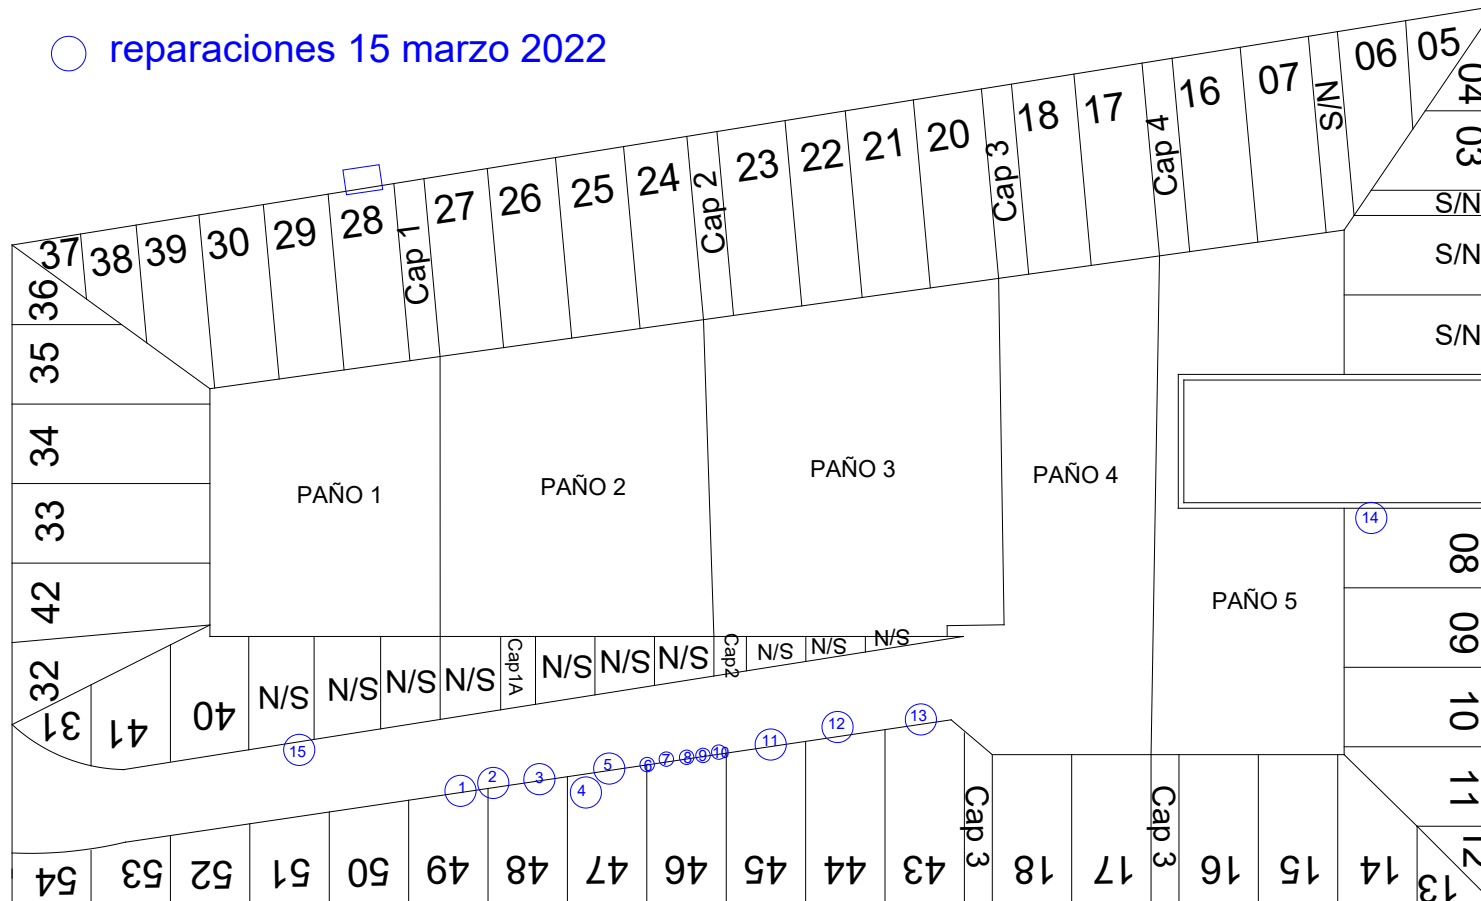 reparaciones 15 marzo 2022
37
38
39
30
29
28
Cap 1
27
26
25
24
Cap 2
23
22
21
20
Cap 3
18
17
Cap 4
16
07
S/N
06
05
04
03
S/N
S/N
S/N
36
35
34
33
42
32
31
41
40
PAÑO 1
PAÑO 2
PAÑO 3
PAÑO 4
PAÑO 5
S/N
S/N
S/N
S/N
Cap1A
S/N
S/N
S/N
Cap2
S/N
S/N
S/N
15
1
2
3
4
5
6
7
8
9
10
11
12
13
14
08
09
10
11
12
13
54
53
52
51
50
49
48
47
46
45
44
43
Cap 3
18
17
Cap 3
16
15
14